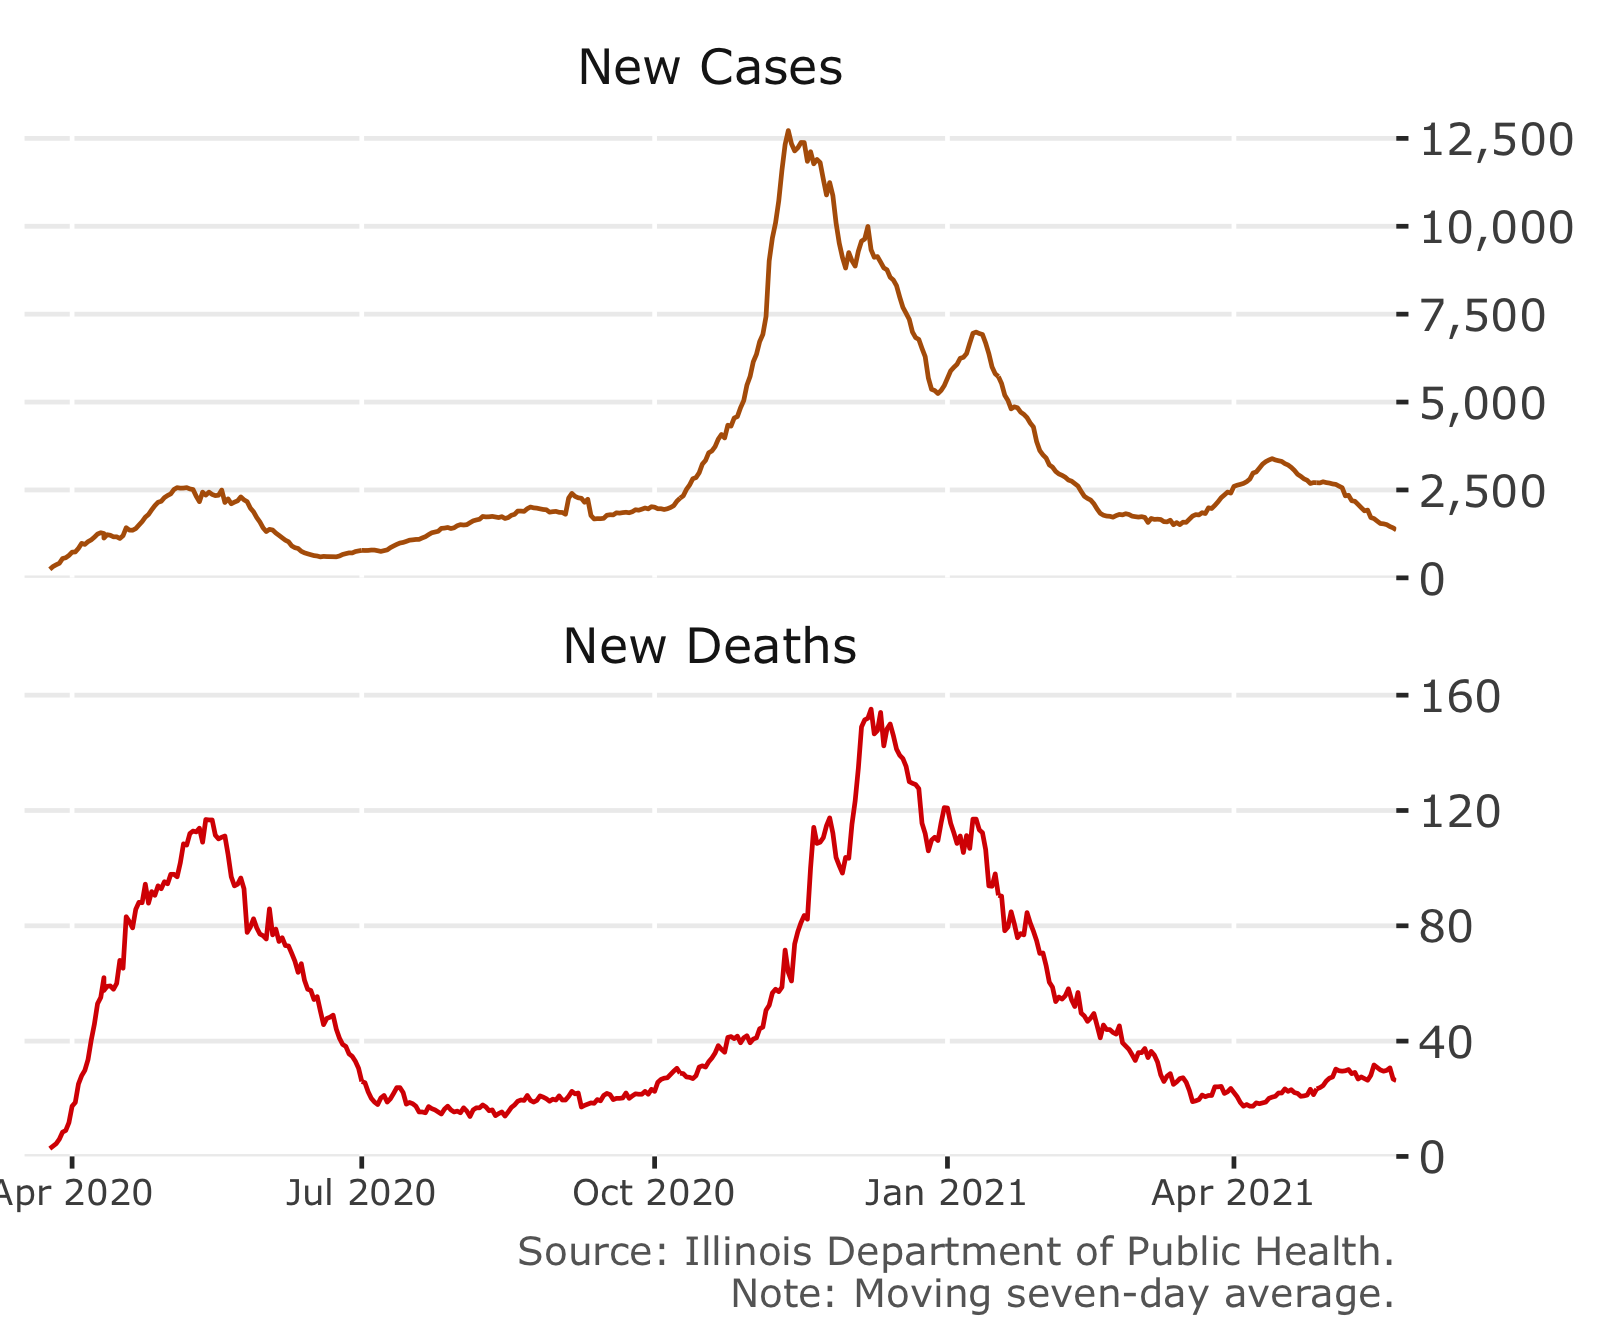 New Cases
12,500
10,000
7,500
5,000
2,500
0
New Deaths
160
120
80
40
0
Apr 2020 Jul 2020 Oct 2020 Jan 2021 Apr 2021
Source: Illinois Department of Public Health.
Note: Moving seven-day average.